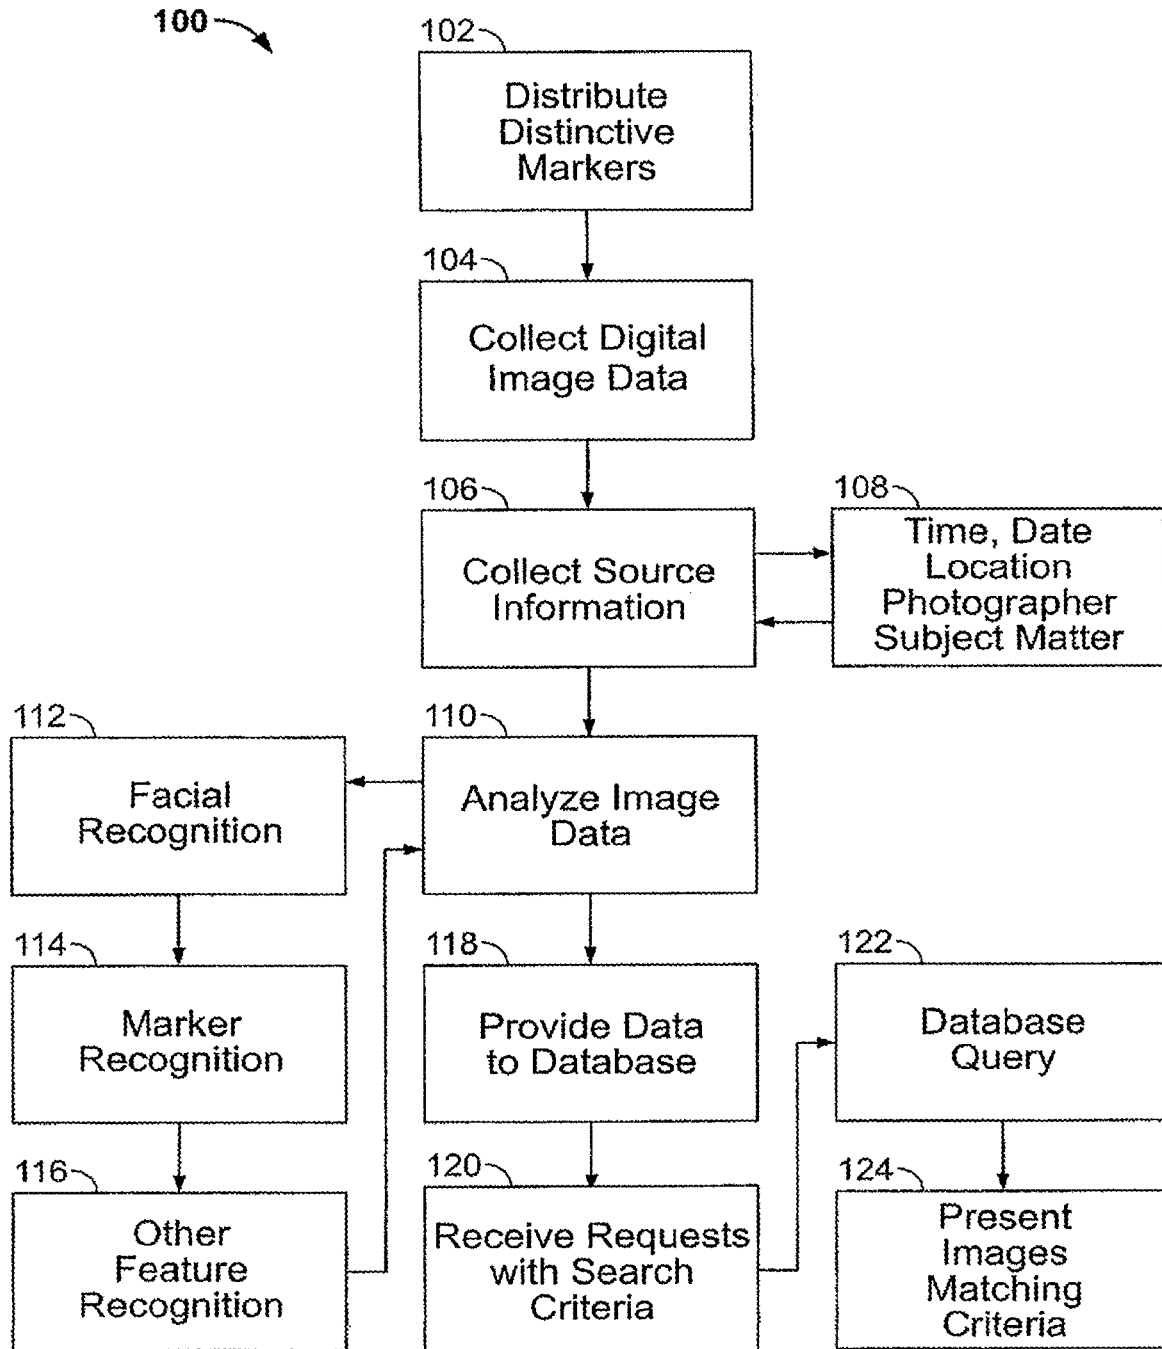 100
102
Distribute
Distinctive
Markers
104
Collect Digital
Image Data
106
Collect Source
Information
108
Time, Date
Location
Photographer
Subject Matter
112
Facial
Recognition
110
Analyze Image
Data
114
Marker
Recognition
118
Provide Data
to Database
122
Database
Query
116
Other
Feature
Recognition
120
Receive Requests
with Search
Criteria
124
Present
Images
Matching
Criteria